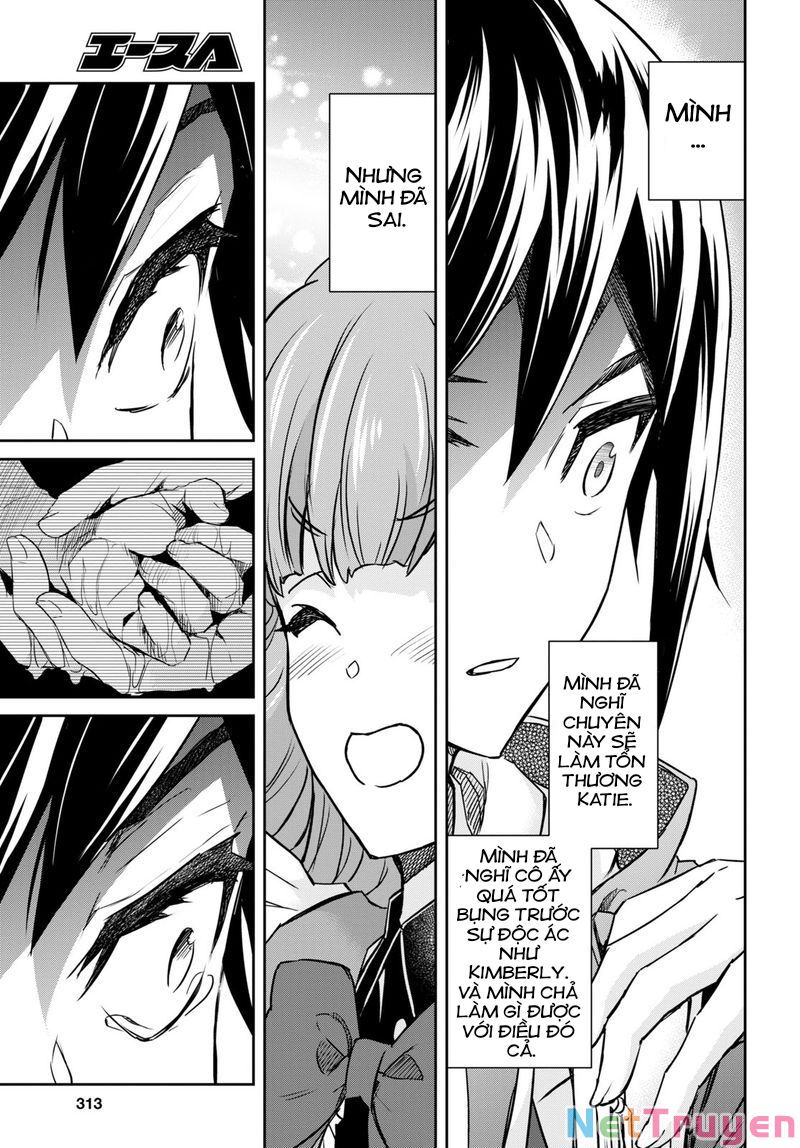 エースA
MÌNH
...
MÌNH ĐÃ
NGHĨ
CHUYỆN
NÀY SẼ
LÀM TỔN
THƯƠNG
KATIE.
MÌNH ĐÃ
NGHĨ CÔ ẤY
QUÁ TỐT
BỤNG TRƯỚC
SỰ ĐỘC ÁC
NHƯ
KIMBERLY.
VÀ MÌNH CHẢ
LÀM GÌ ĐƯỢC
VỚI ĐIỀU ĐÓ
CẢ.
NHƯNG
MÌNH ĐÃ
SAI.
313
NetTruyen